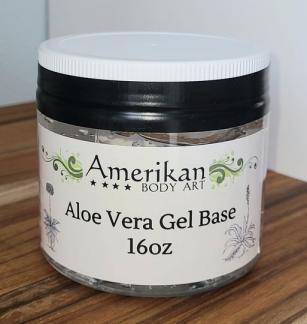 Amerikan
BODY ART
Aloe Vera Gel Base
16oz